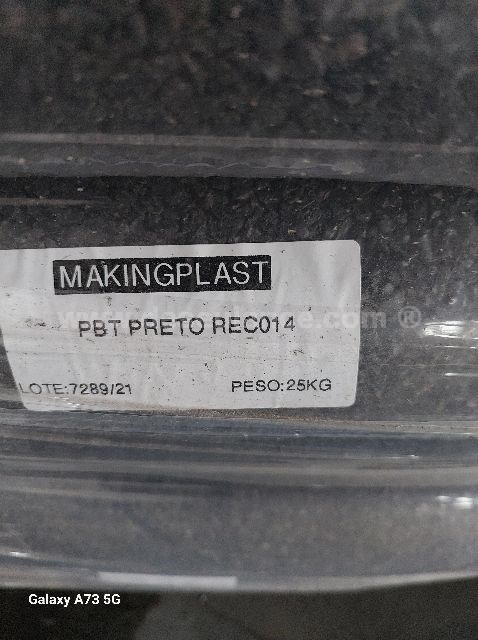 MAKINGPLAST
PBT PRETO REC014
LOTE:7289/21 PESO:25KG
Galaxy A73 5G